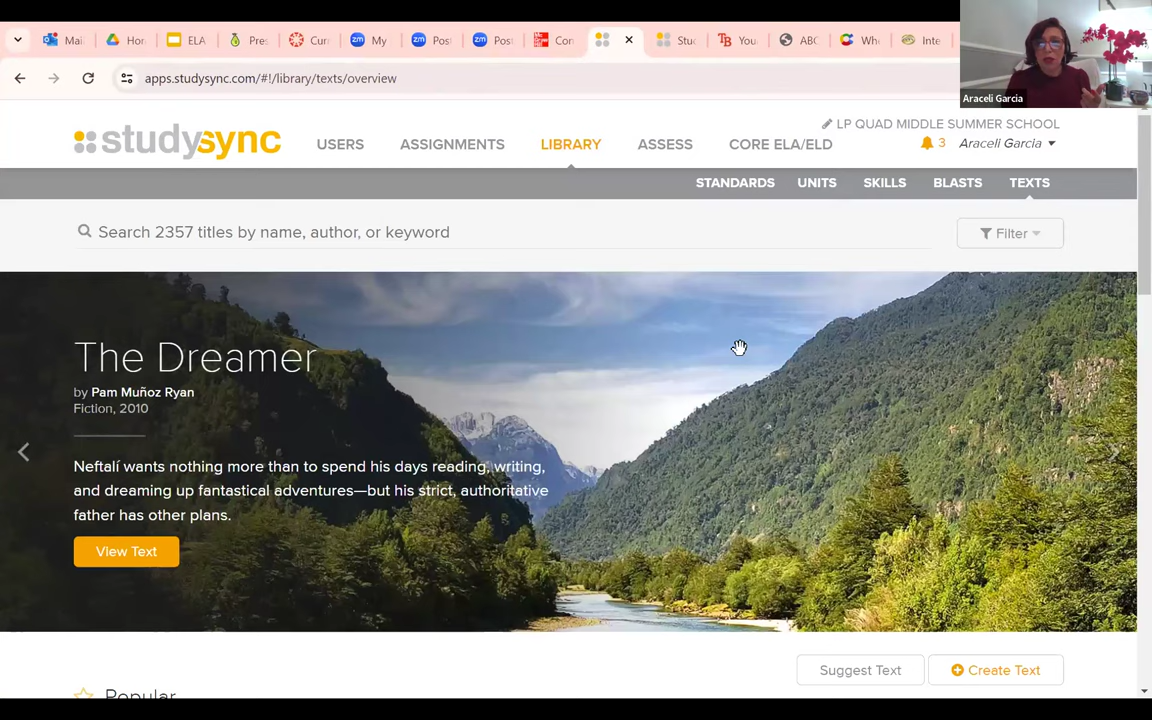 Mail
Hor
ELA
Pres
Curr
My
Post
Post
Con
Stud
You
ABC
Whe
Inte
apps.studysync.com/#!/library/texts/overview
Araceli Garcia
studysync
USERS
ASSIGNMENTS
LIBRARY
ASSESS
CORE ELA/ELD
LP QUAD MIDDLE SUMMER SCHOOL
3 Araceli Garcia
STANDARDS
UNITS
SKILLS
BLASTS
TEXTS
Search 2357 titles by name, author, or keyword
Filter
The Dreamer
by Pam Muñoz Ryan
Fiction, 2010
Neftalí wants nothing more than to spend his days reading, writing,
and dreaming up fantastical adventures—but his strict, authoritative
father has other plans.
View Text
Suggest Text
Create Text
Popular